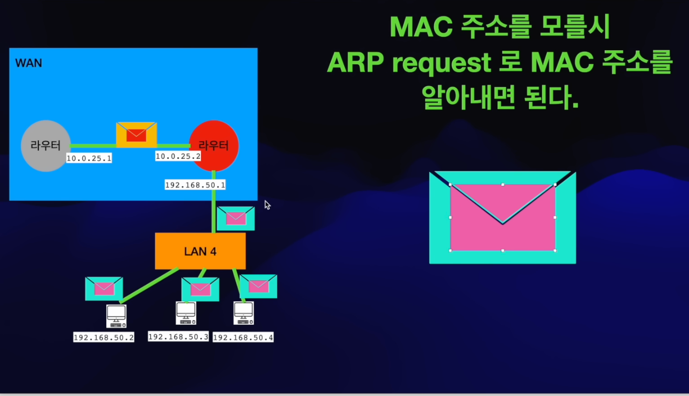 MAC 주소를 모를시
ARP request 로 MAC 주소를
알아내면 된다.
WAN
라우터
라우터
10.0.25.1
10.0.25.2
192.168.50.1
LAN 4
192.168.50.2
192.168.50.3
192.168.50.4